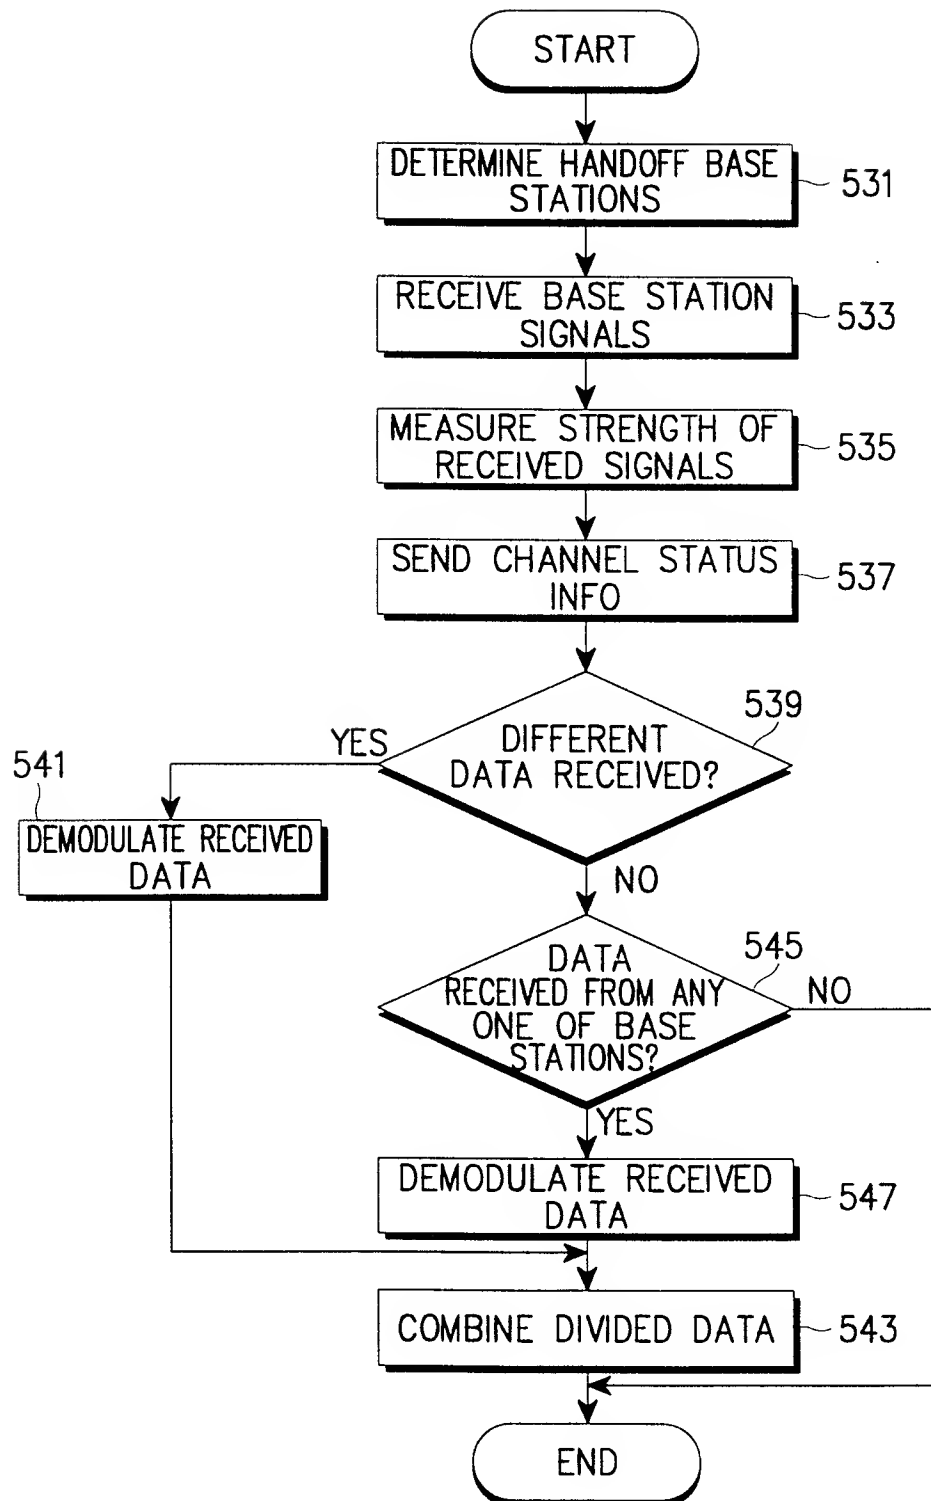 START
DETERMINE HANDOFF BASE
STATIONS
531
RECEIVE BASE STATION
SIGNALS
533
MEASURE STRENGTH OF
RECEIVED SIGNALS
535
SEND CHANNEL STATUS
INFO
537
539
DIFFERENT
DATA RECEIVED?
YES
541
DEMODULATE RECEIVED
DATA
NO
545
DATA
RECEIVED FROM ANY
ONE OF BASE
STATIONS?
NO
YES
DEMODULATE RECEIVED
DATA
547
COMBINE DIVIDED DATA
543
END